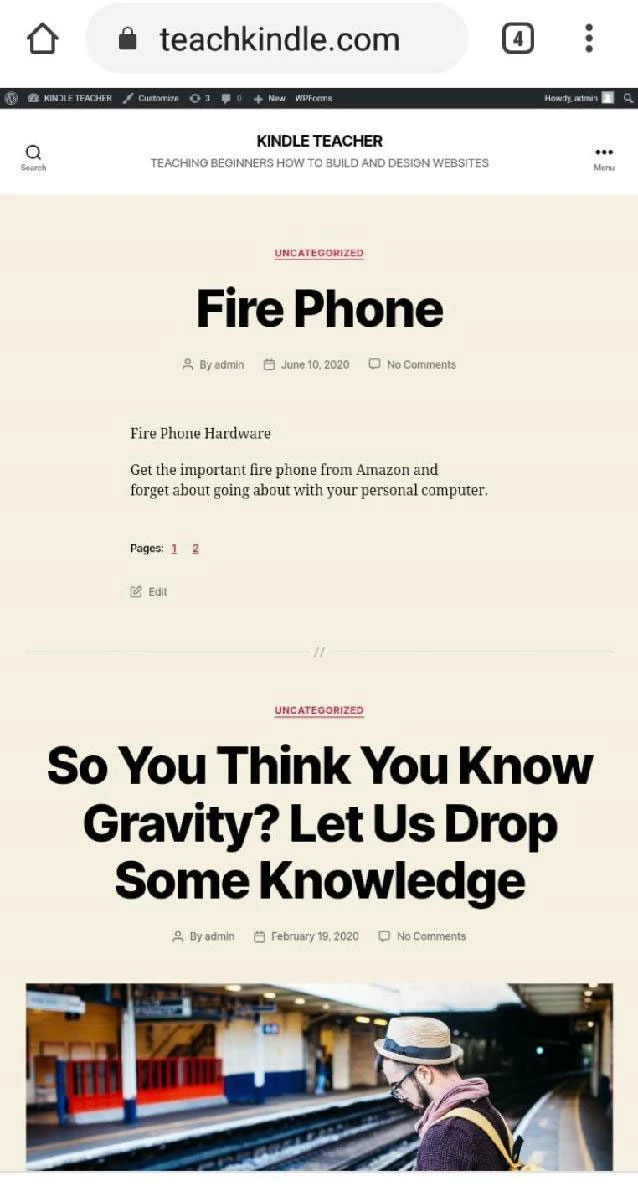 teachkindle.com
4
KINDLE TEACHER Customize 3 0 New WPForms Howdy, admin
KINDLE TEACHER
Search
TEACHING BEGINNERS HOW TO BUILD AND DESIGN WEBSITES
Menu
UNCATEGORIZED
Fire Phone
By admin June 10, 2020 No Comments
Fire Phone Hardware
Get the important fire phone from Amazon and
forget about going about with your personal computer.
Pages: 1 2
Edit
//
UNCATEGORIZED
So You Think You Know
Gravity? Let Us Drop
Some Knowledge
By admin February 19, 2020 No Comments